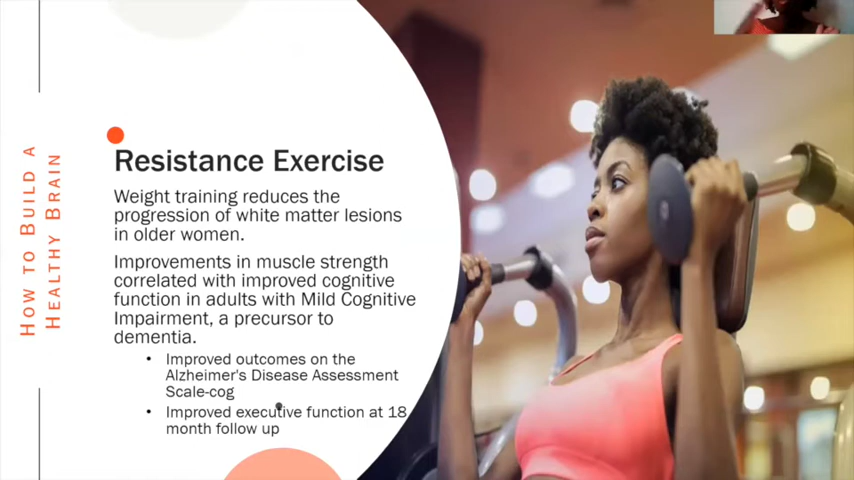 HOW TO BUILD A
HEALTHY BRAIN
Resistance Exercise
Weight training reduces the
progression of white matter lesions
in older women.
Improvements in muscle strength
correlated with improved cognitive
function in adults with Mild Cognitive
Impairment, a precursor to
dementia.
• Improved outcomes on the
Alzheimer's Disease Assessment
Scale-cog
• Improved executive function at 18
month follow up